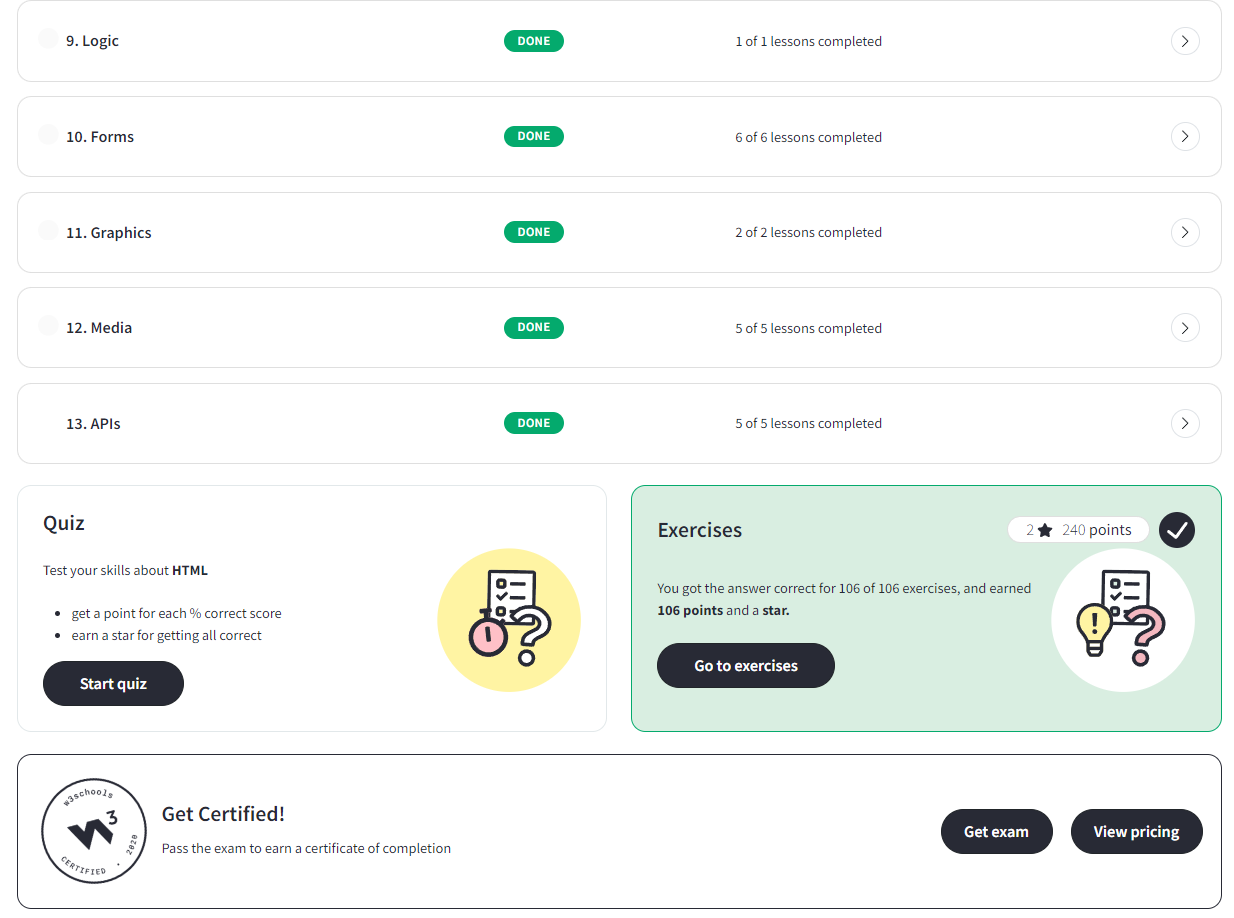 9. Logic DONE 1 of 1 lessons completed
10. Forms DONE 6 of 6 lessons completed
11. Graphics DONE 2 of 2 lessons completed
12. Media DONE 5 of 5 lessons completed
13. APIs DONE 5 of 5 lessons completed
Quiz
Test your skills about HTML
• get a point for each % correct score
• earn a star for getting all correct
Start quiz
Exercises 2 ★ 240 points
You got the answer correct for 106 of 106 exercises, and earned
106 points and a star.
Go to exercises
w3schools
W3
CERTIFIED • 2020
Get Certified!
Pass the exam to earn a certificate of completion
Get exam View pricing